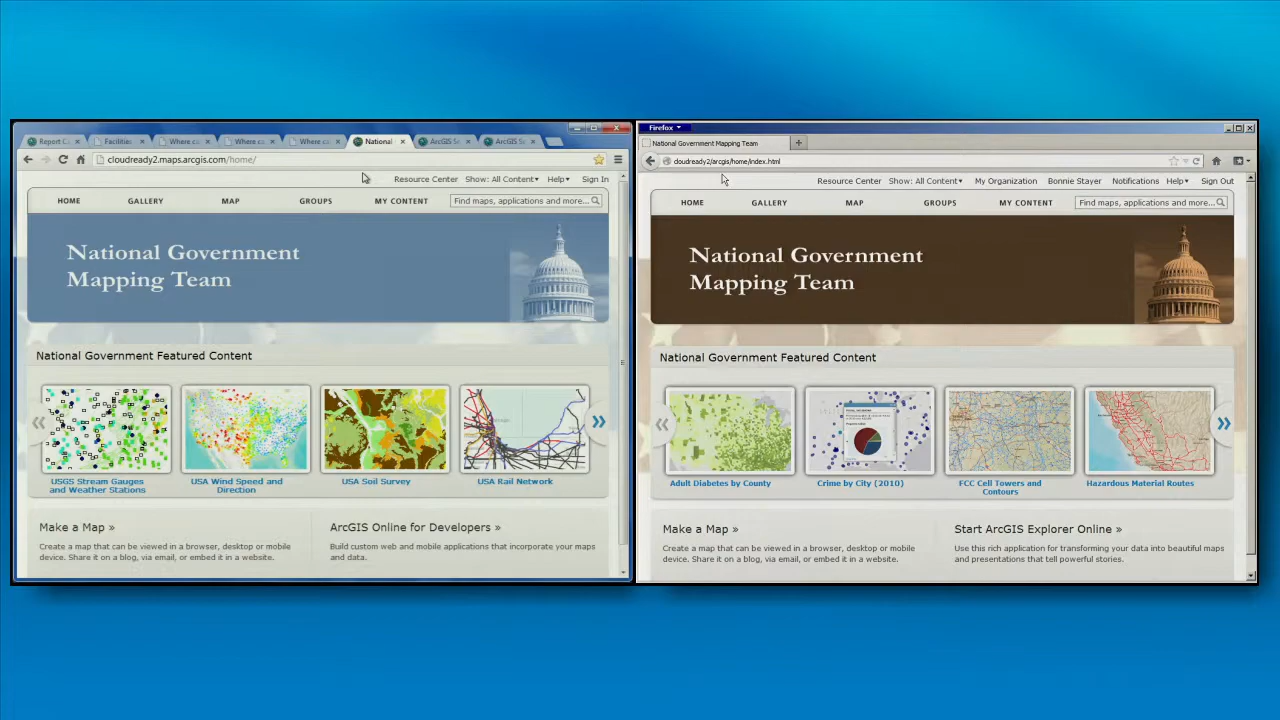 Report C
Facilities
Where c
Where c
Where c
National
ArcGIS S
ArcGIS S
cloudready2.maps.arcgis.com/home/
Resource Center Show: All Content Help Sign In
HOME GALLERY MAP GROUPS MY CONTENT Find maps, applications and more...
National Government
Mapping Team
National Government Featured Content
USGS Stream Gauges
and Weather Stations
USA Wind Speed and
Direction
USA Soil Survey
USA Rail Network
Make a Map »
Create a map that can be viewed in a browser, desktop or mobile
device. Share it on a blog, via email, or embed it in a website.
ArcGIS Online for Developers »
Build custom web and mobile applications that incorporate your maps
and data.
Firefox
National Government Mapping Team
cloudready2/arcgis/home/index.html
Resource Center Show: All Content My Organization Bonnie Stayer Notifications Help Sign Out
HOME GALLERY MAP GROUPS MY CONTENT Find maps, applications and more...
National Government
Mapping Team
National Government Featured Content
Adult Diabetes by County
Crime by City (2010)
FCC Cell Towers and
Contours
Hazardous Material Routes
Make a Map »
Create a map that can be viewed in a browser, desktop or mobile
device. Share it on a blog, via email, or embed it in a website.
Start ArcGIS Explorer Online »
Use this rich application for transforming your data into beautiful maps
and presentations that tell powerful stories.